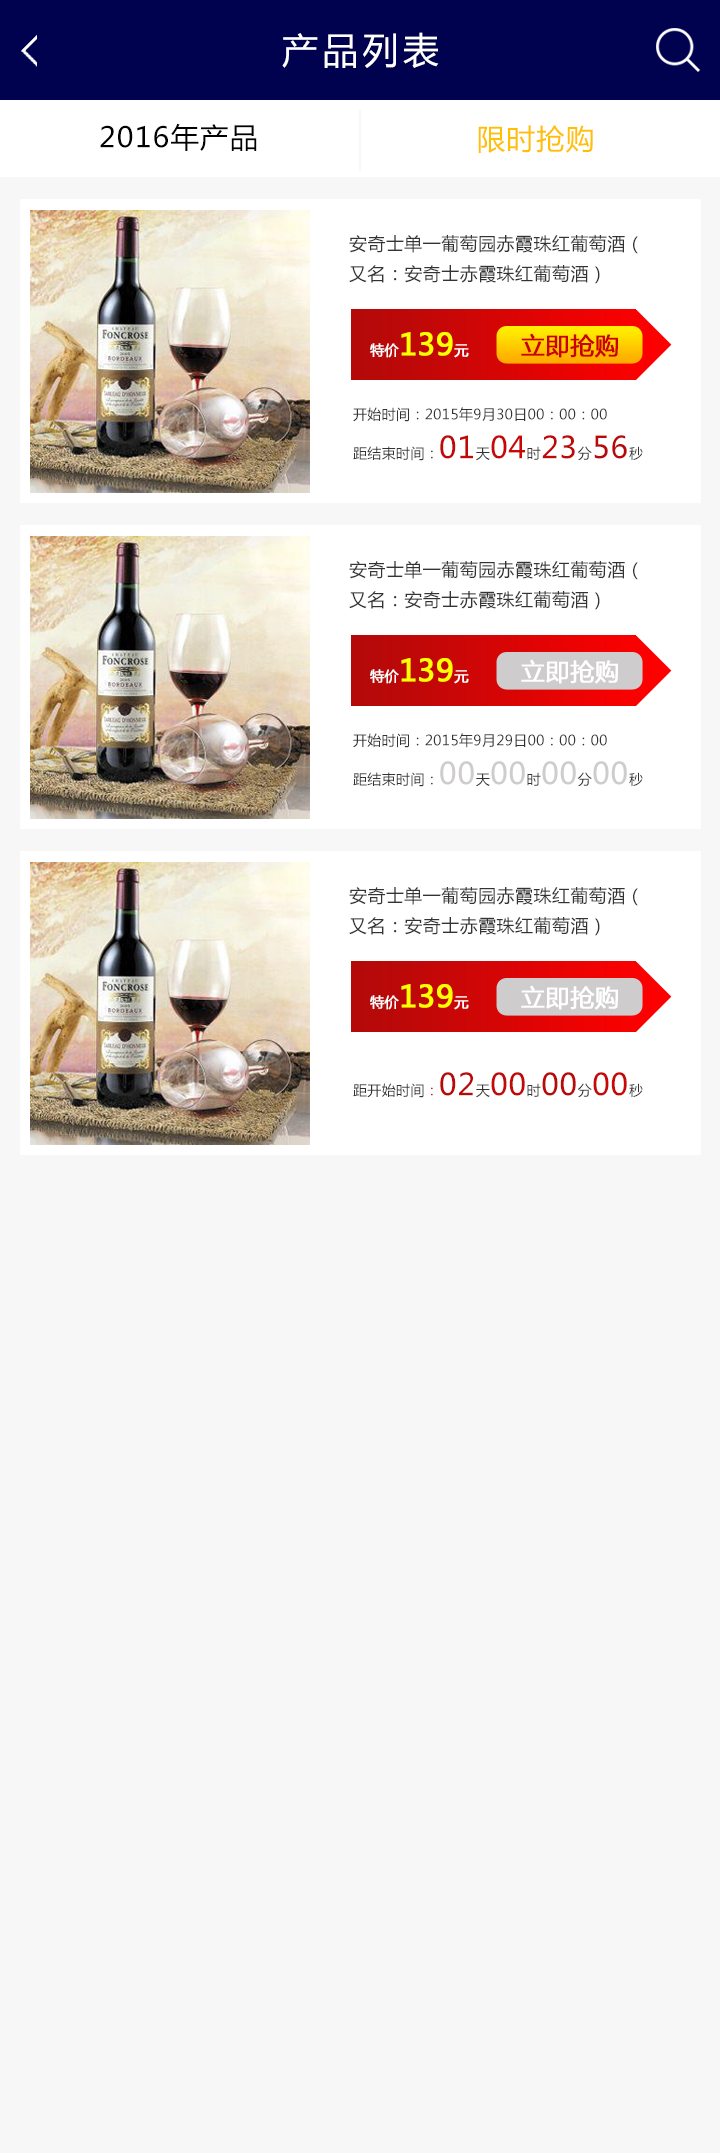 产品列表
2016年产品
限时抢购
CHATEAU
FONCROSE
BORDEAUX
TABLEAU D'HONNEUR
安奇士单一葡萄园赤霞珠红葡萄酒（
又名：安奇士赤霞珠红葡萄酒）
特价139元
立即抢购
开始时间：2015年9月30日00：00：00
距结束时间：01天04时23分56秒
CHATEAU
FONCROSE
BORDEAUX
TABLEAU D'HONNEUR
安奇士单一葡萄园赤霞珠红葡萄酒（
又名：安奇士赤霞珠红葡萄酒）
特价139元
立即抢购
开始时间：2015年9月29日00：00：00
距结束时间：00天00时00分00秒
CHATEAU
FONCROSE
BORDEAUX
TABLEAU D'HONNEUR
安奇士单一葡萄园赤霞珠红葡萄酒（
又名：安奇士赤霞珠红葡萄酒）
特价139元
立即抢购
距开始时间：02天00时00分00秒